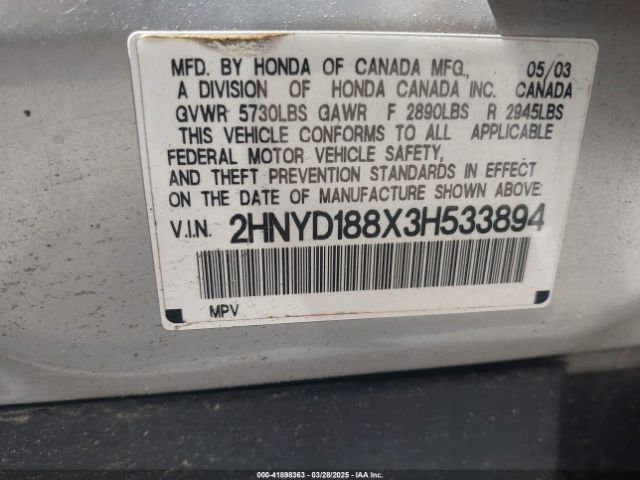 MFD. BY HONDA OF CANADA MFG., 05/03
A DIVISION OF HONDA CANADA INC. CANADA
GVWR 5730LBS GAWR F 2890LBS R 2945LBS
THIS VEHICLE CONFORMS TO ALL APPLICABLE
FEDERAL MOTOR VEHICLE SAFETY,
AND THEFT PREVENTION STANDARDS IN EFFECT
ON THE DATE OF MANUFACTURE SHOWN ABOVE.
V.I.N. 2HNYD188X3H533894
MPV
© 000-41898363 | 03/28/2025 - IAA Inc.